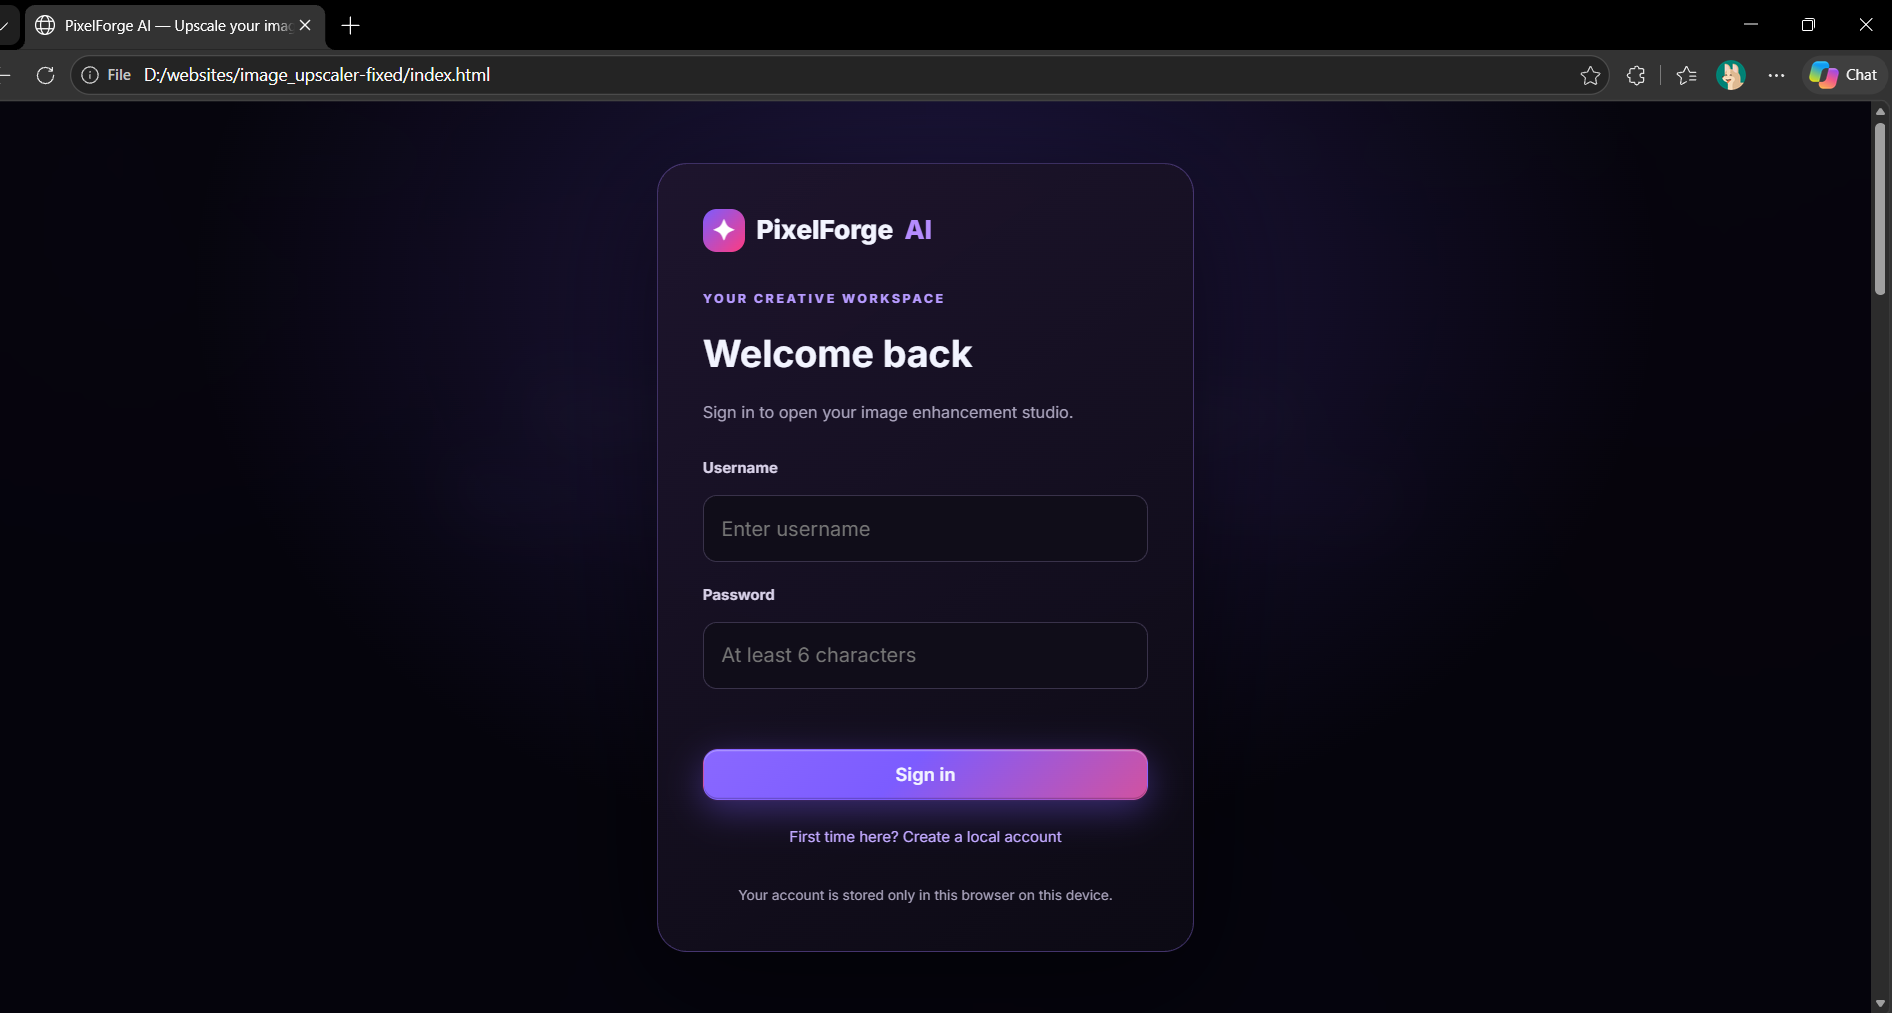 PixelForge AI — Upscale your ima
File D:/websites/image_upscaler-fixed/index.html
Chat
PixelForge AI
YOUR CREATIVE WORKSPACE
Welcome back
Sign in to open your image enhancement studio.
Username
Enter username
Password
At least 6 characters
Sign in
First time here? Create a local account
Your account is stored only in this browser on this device.